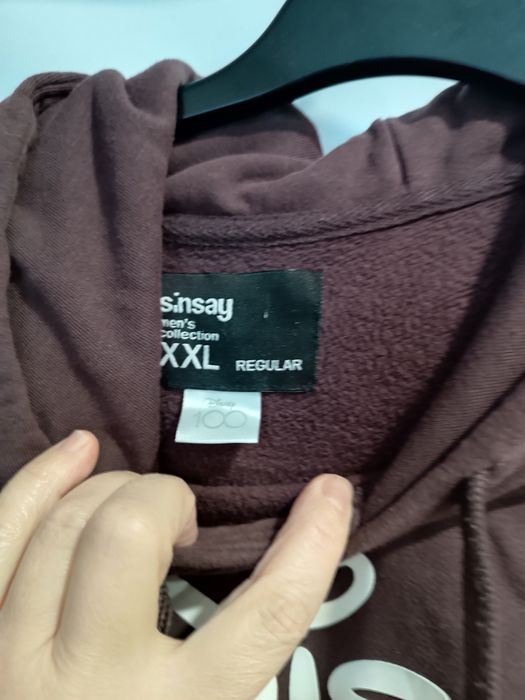 sinsay
men's
collection
XXL REGULAR
Disney
100